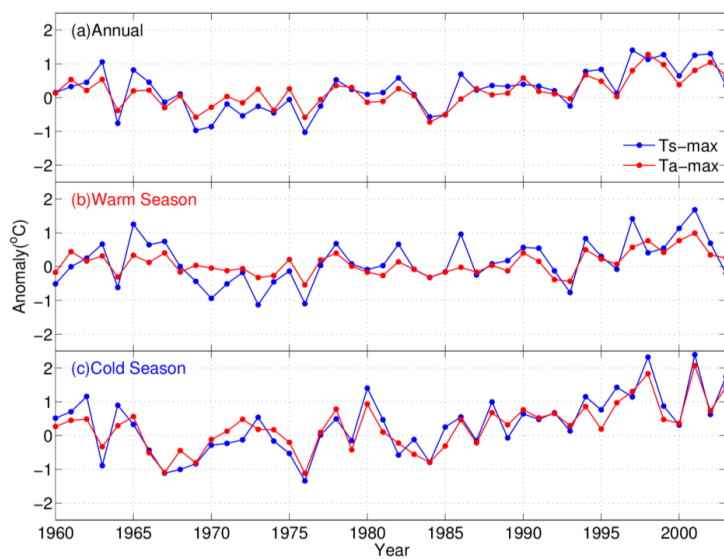 (a)Annual
2
1
0
−1
−2
Ts−max
Ta−max
(b)Warm Season
2
1
0
−1
−2
Anomaly(°C)
(c)Cold Season
2
1
0
−1
−2
1960 1965 1970 1975 1980 1985 1990 1995 2000
Year